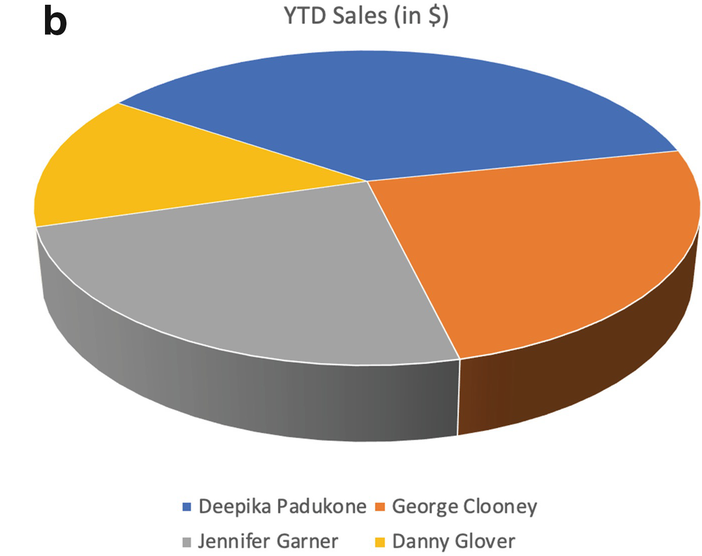 b
YTD Sales (in $)
Deepika Padukone George Clooney
Jennifer Garner Danny Glover